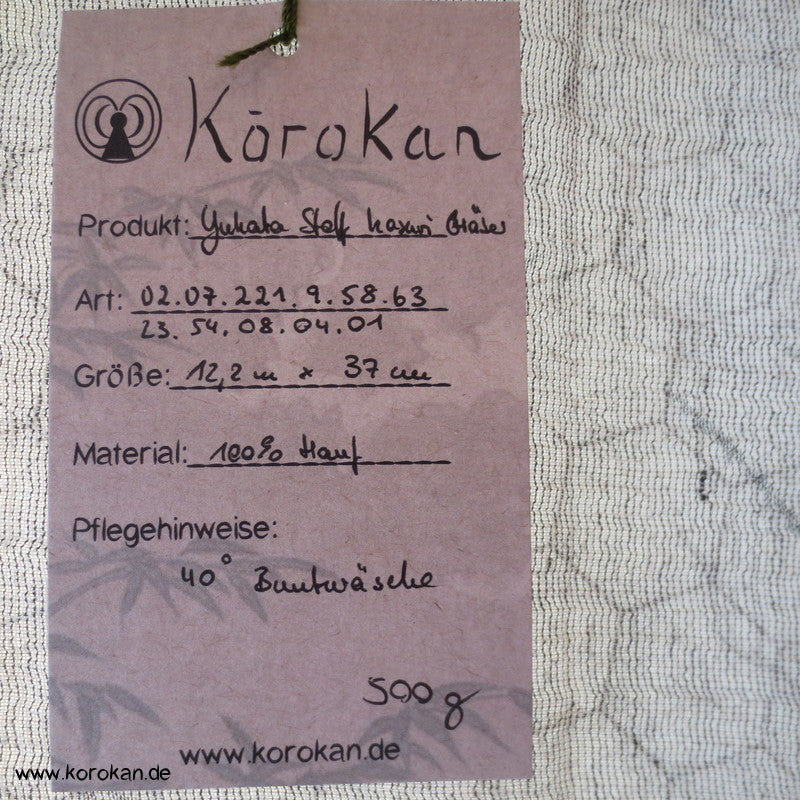 Kōrokan
Produkt: Yukata Stoff kasuri Gräser
Art: 02.07.221.9.58.63
23.54.08.04.01
Größe: 12,2 m x 37 cm
Material: 100% Hanf
Pflegehinweise:
40° Buntwäsche
500 g
www.korokan.de
www.korokan.de